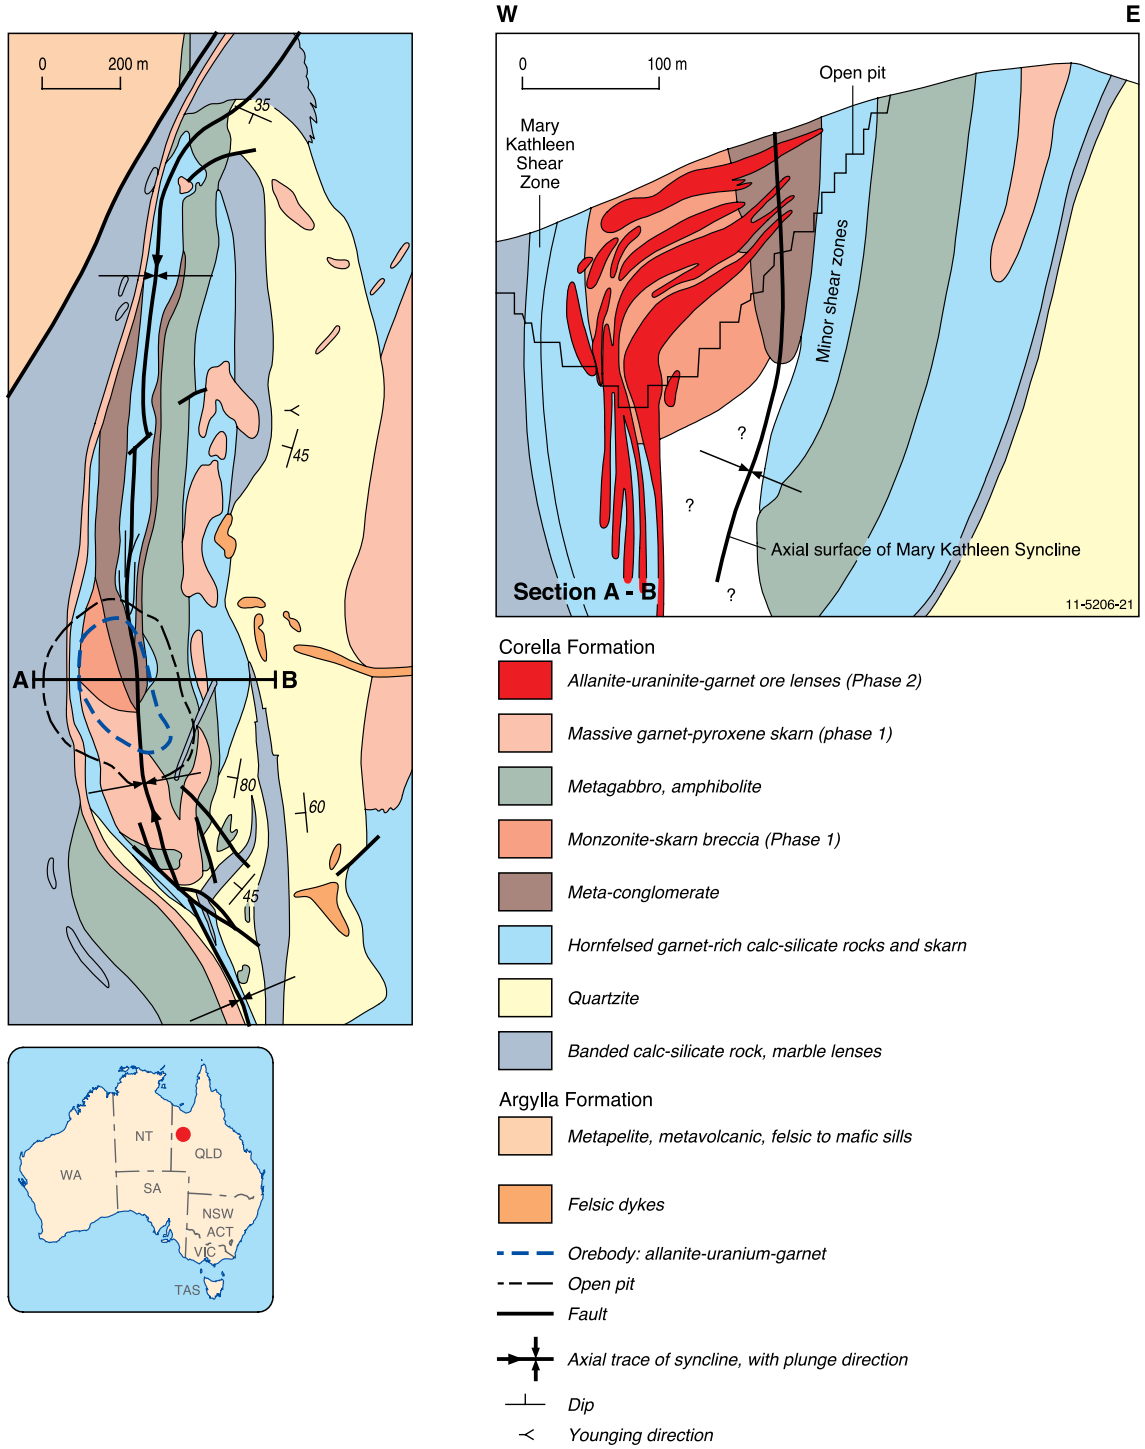 0 200 m
35
45
A B
80
60
45
W E
0 100 m
Open pit
Mary
Kathleen
Shear
Zone
Minor shear zones
?
?
?
Axial surface of Mary Kathleen Syncline
Section A - B
11-5206-21
Corella Formation
Allanite-uraninite-garnet ore lenses (Phase 2)
Massive garnet-pyroxene skarn (phase 1)
Metagabbro, amphibolite
Monzonite-skarn breccia (Phase 1)
Meta-conglomerate
Hornfelsed garnet-rich calc-silicate rocks and skarn
Quartzite
Banded calc-silicate rock, marble lenses
Argylla Formation
Metapelite, metavolcanic, felsic to mafic sills
Felsic dykes
Orebody: allanite-uranium-garnet
Open pit
Fault
Axial trace of syncline, with plunge direction
Dip
Younging direction
NT
QLD
WA
SA
NSW
ACT
VIC
TAS